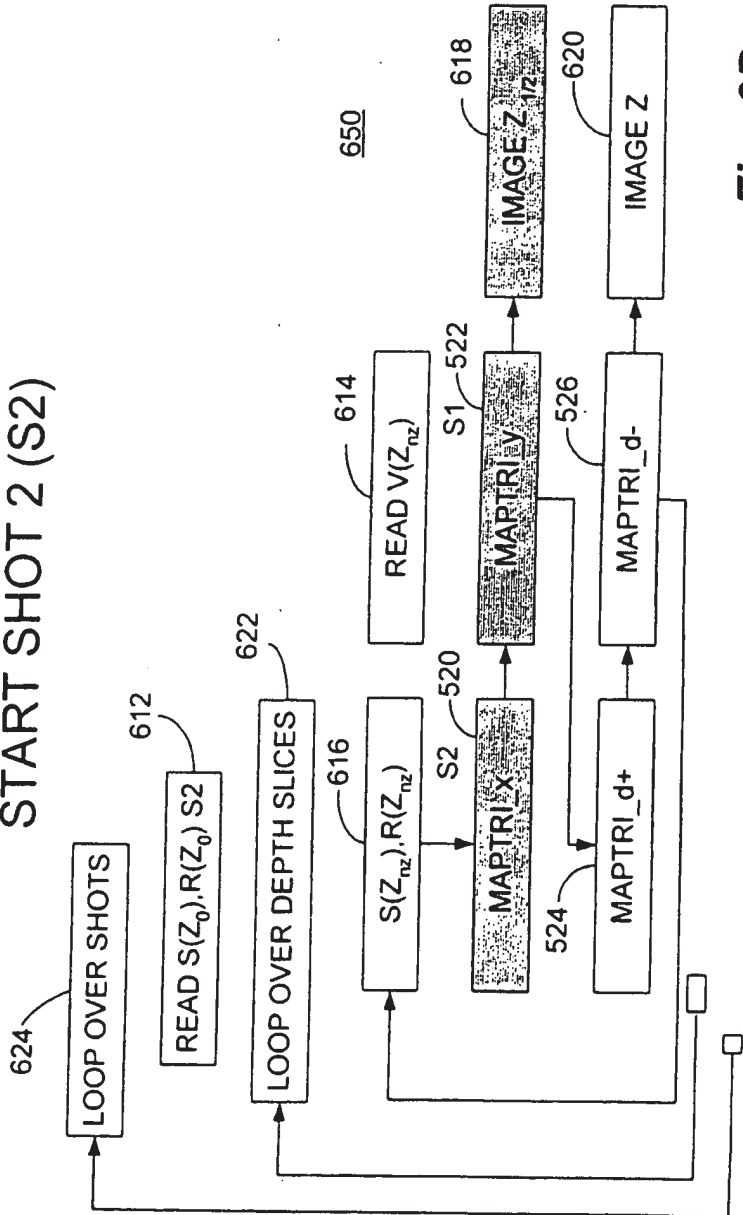 START SHOT 2 (S2)
624
LOOP OVER SHOTS
612
READ S(Z0), R(Z0) S2
622
LOOP OVER DEPTH SLICES
616
S(Znz), R(Znz)
614
READ V(Znz)
650
S2
520
MAPTRI_x
S1
522
MAPTRI_y
618
IMAGE Z 1/2
524
MAPTRI_d+
526
MAPTRI_d-
620
IMAGE Z